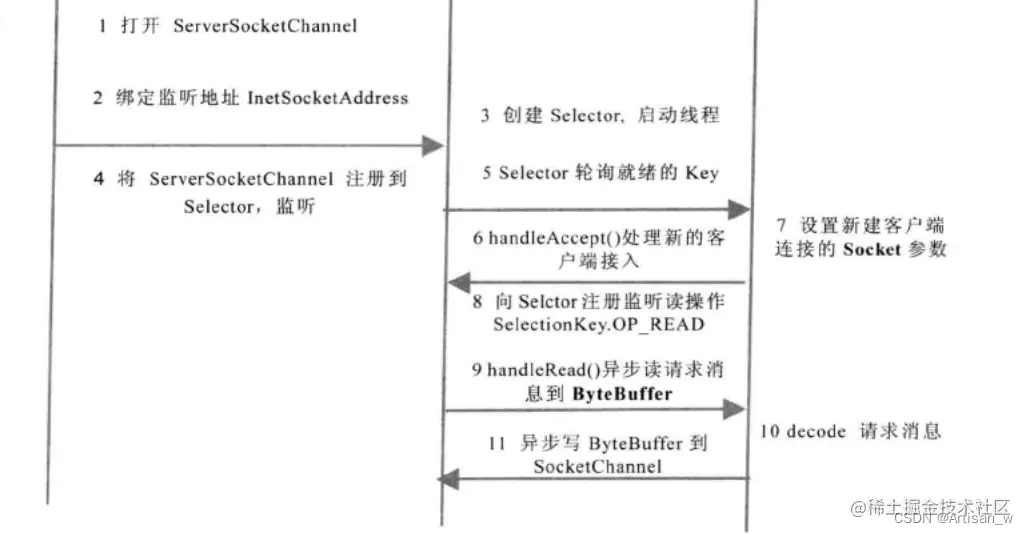 1 打开 ServerSocketChannel
2 绑定监听地址 InetSocketAddress
3 创建 Selector, 启动线程
4 将 ServerSocketChannel 注册到
Selector，监听
5 Selector 轮询就绪的 Key
6 handleAccept()处理新的客
户端接入
7 设置新建客户端
连接的 Socket 参数
8 向 Selctor 注册监听读操作
SelectionKey.OP_READ
9 handleRead()异步读请求消
息到 ByteBuffer
10 decode 请求消息
11 异步写 ByteBuffer 到
SocketChannel
@稀土掘金技术社区
CSDN @Artisan_w